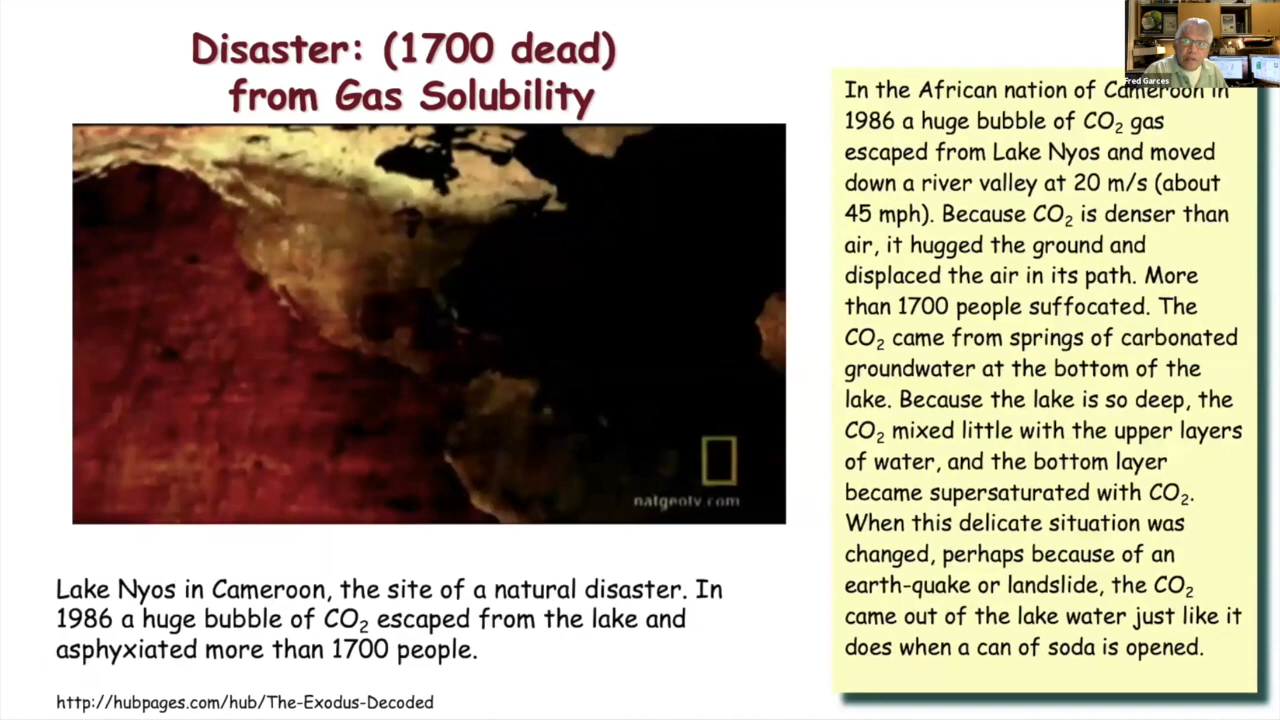 Disaster: (1700 dead)
from Gas Solubility
natgeotv.com
Lake Nyos in Cameroon, the site of a natural disaster. In
1986 a huge bubble of CO₂ escaped from the lake and
asphyxiated more than 1700 people.
http://hubpages.com/hub/The-Exodus-Decoded
Fred Garces
In the African nation of Cameroon in
1986 a huge bubble of CO₂ gas
escaped from Lake Nyos and moved
down a river valley at 20 m/s (about
45 mph). Because CO₂ is denser than
air, it hugged the ground and
displaced the air in its path. More
than 1700 people suffocated. The
CO₂ came from springs of carbonated
groundwater at the bottom of the
lake. Because the lake is so deep, the
CO₂ mixed little with the upper layers
of water, and the bottom layer
became supersaturated with CO₂.
When this delicate situation was
changed, perhaps because of an
earth-quake or landslide, the CO₂
came out of the lake water just like it
does when a can of soda is opened.